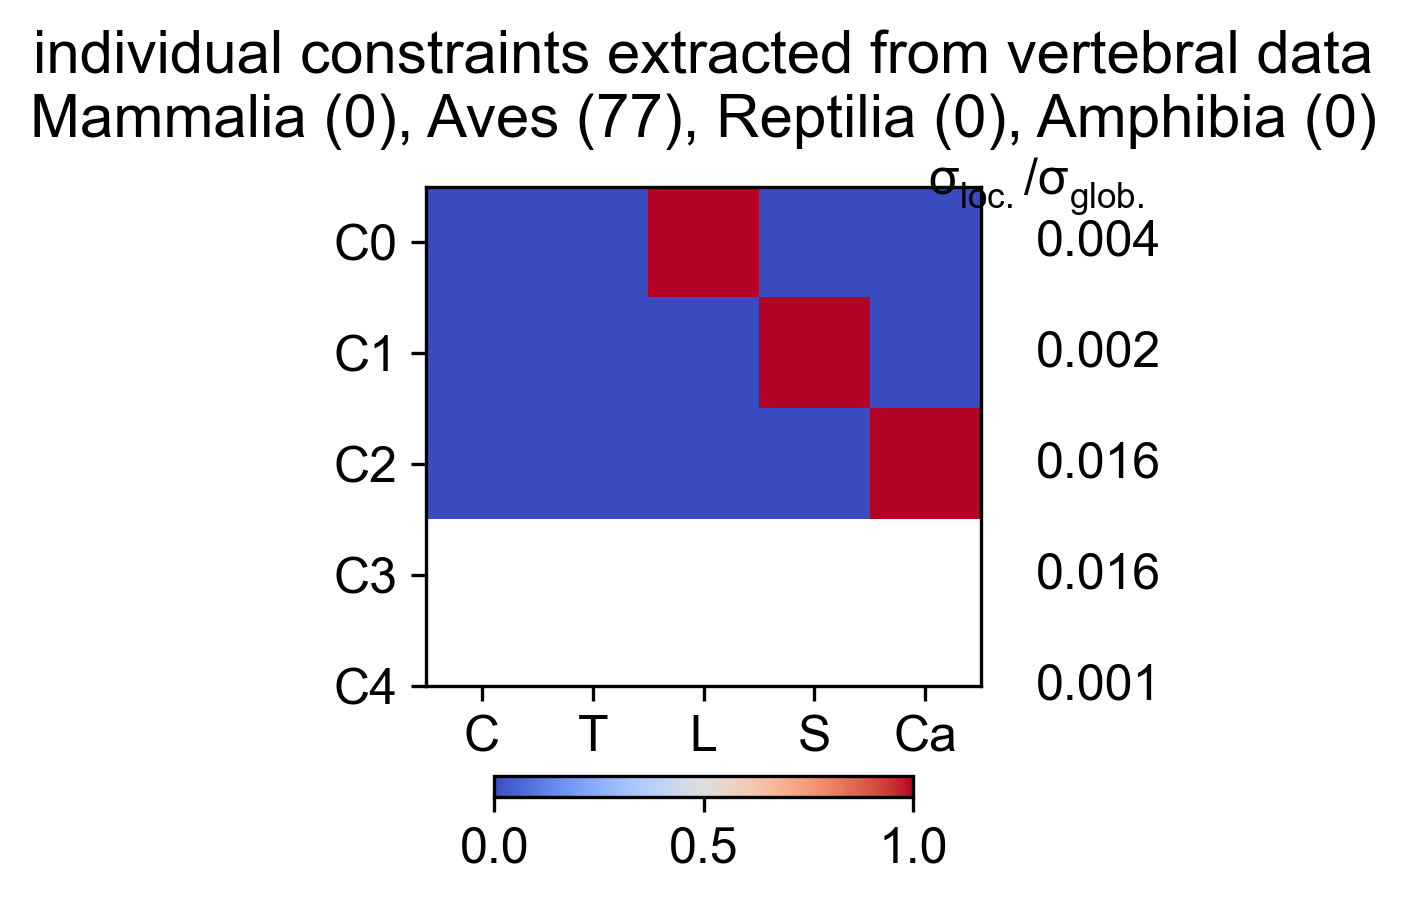 individual constraints extracted from vertebral data
Mammalia (0), Aves (77), Reptilia (0), Amphibia (0)
σloc. /σglob.
C0 0.004
C1 0.002
C2 0.016
C3 0.016
C4 0.001
C T L S Ca
0.0 0.5 1.0